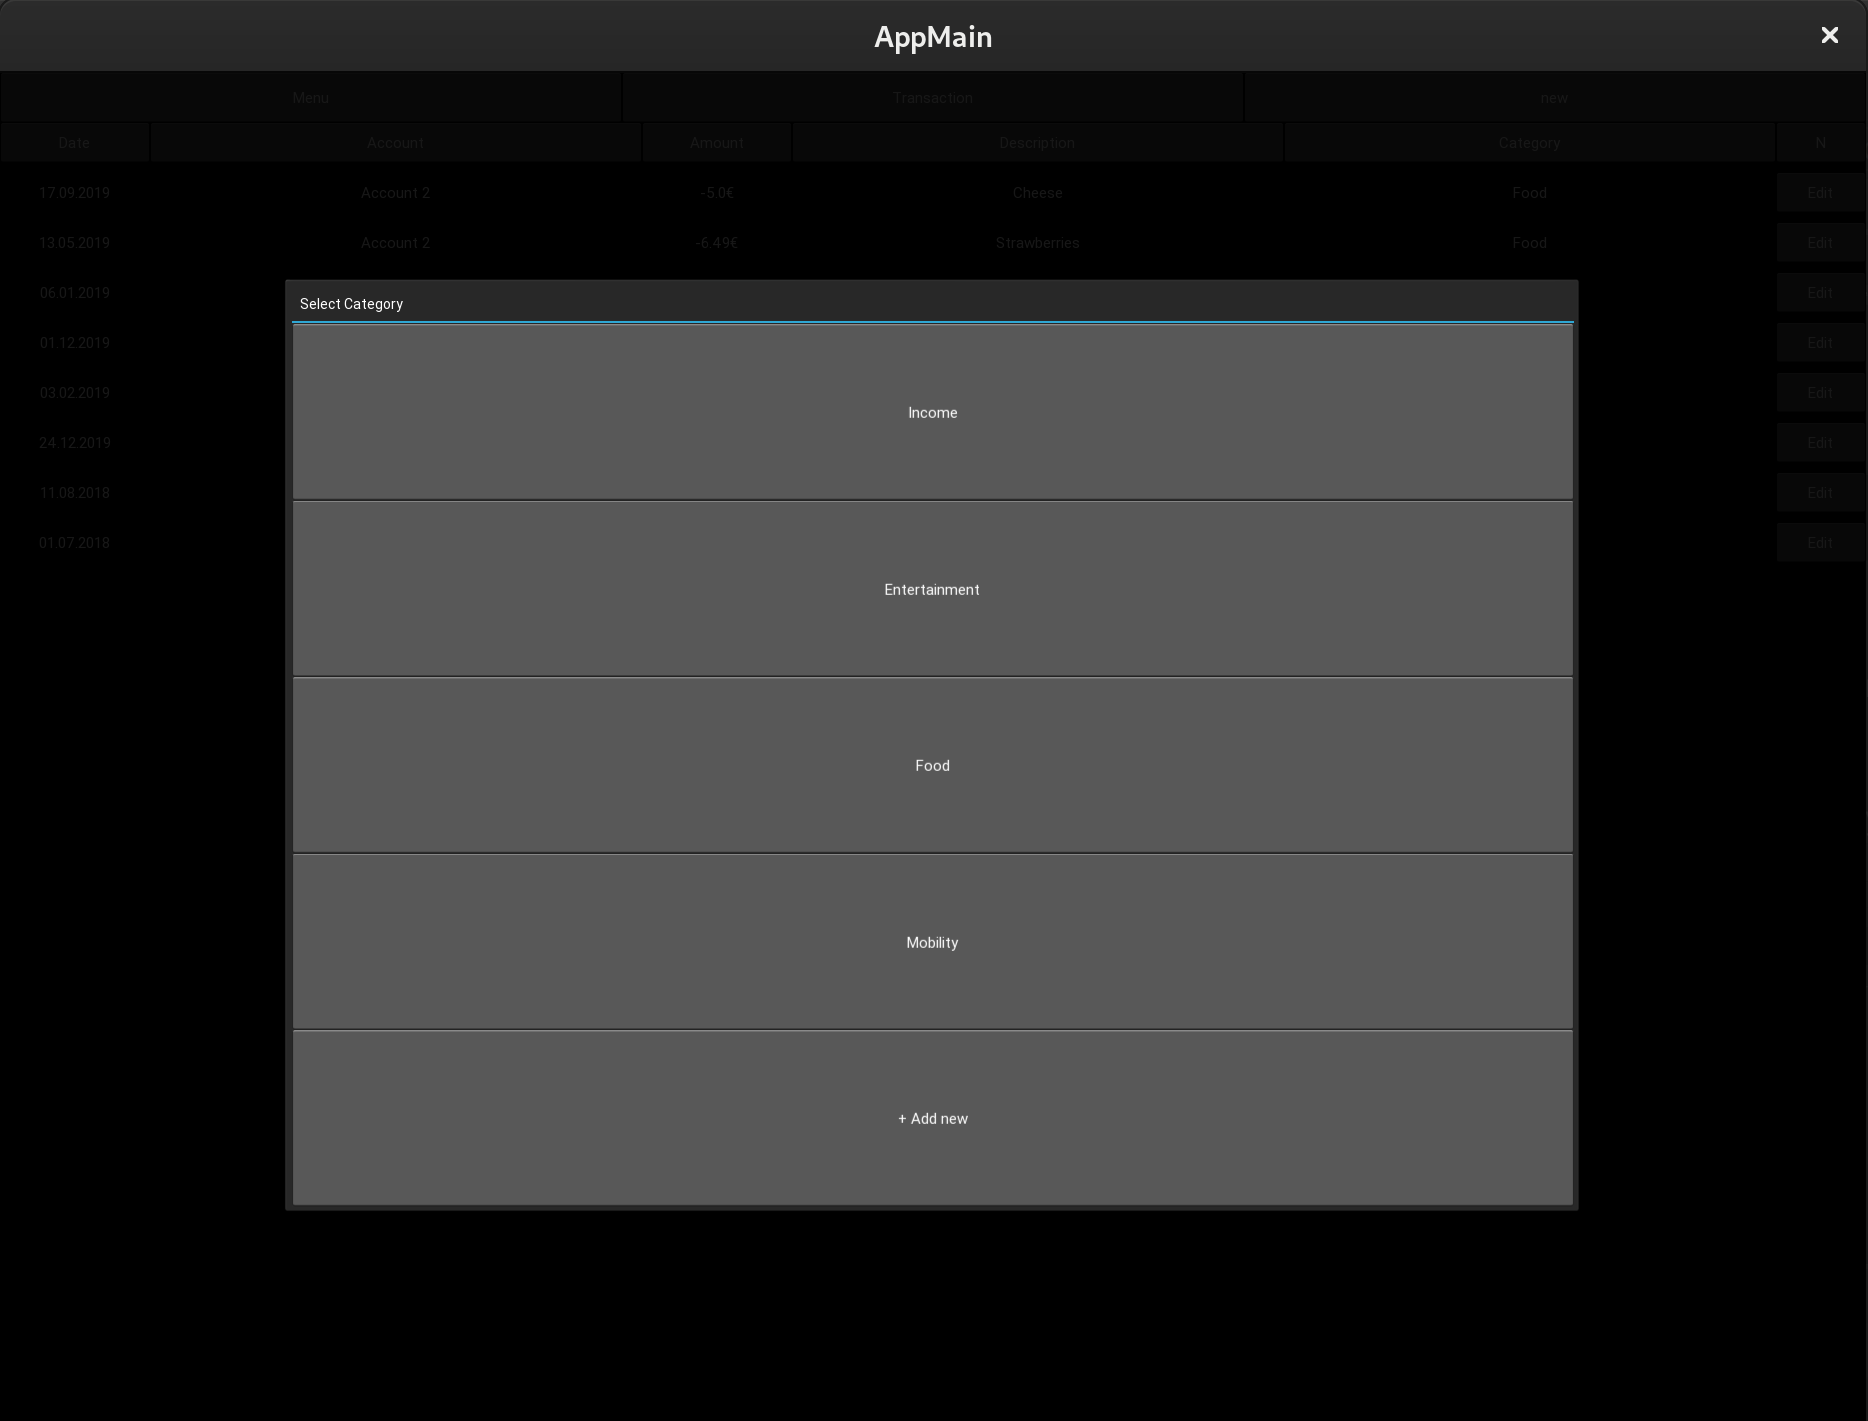 AppMain
Menu Transaction new
Date Account Amount Description Category N
17.09.2019 Account 2 -5.0€ Cheese Food Edit
13.05.2019 Account 2 -6.49€ Strawberries Food Edit
06.01.2019 Edit
Select Category
01.12.2019 Edit
03.02.2019 Edit
Income
24.12.2019 Edit
11.08.2018 Edit
01.07.2018 Edit
Entertainment
Food
Mobility
+ Add new